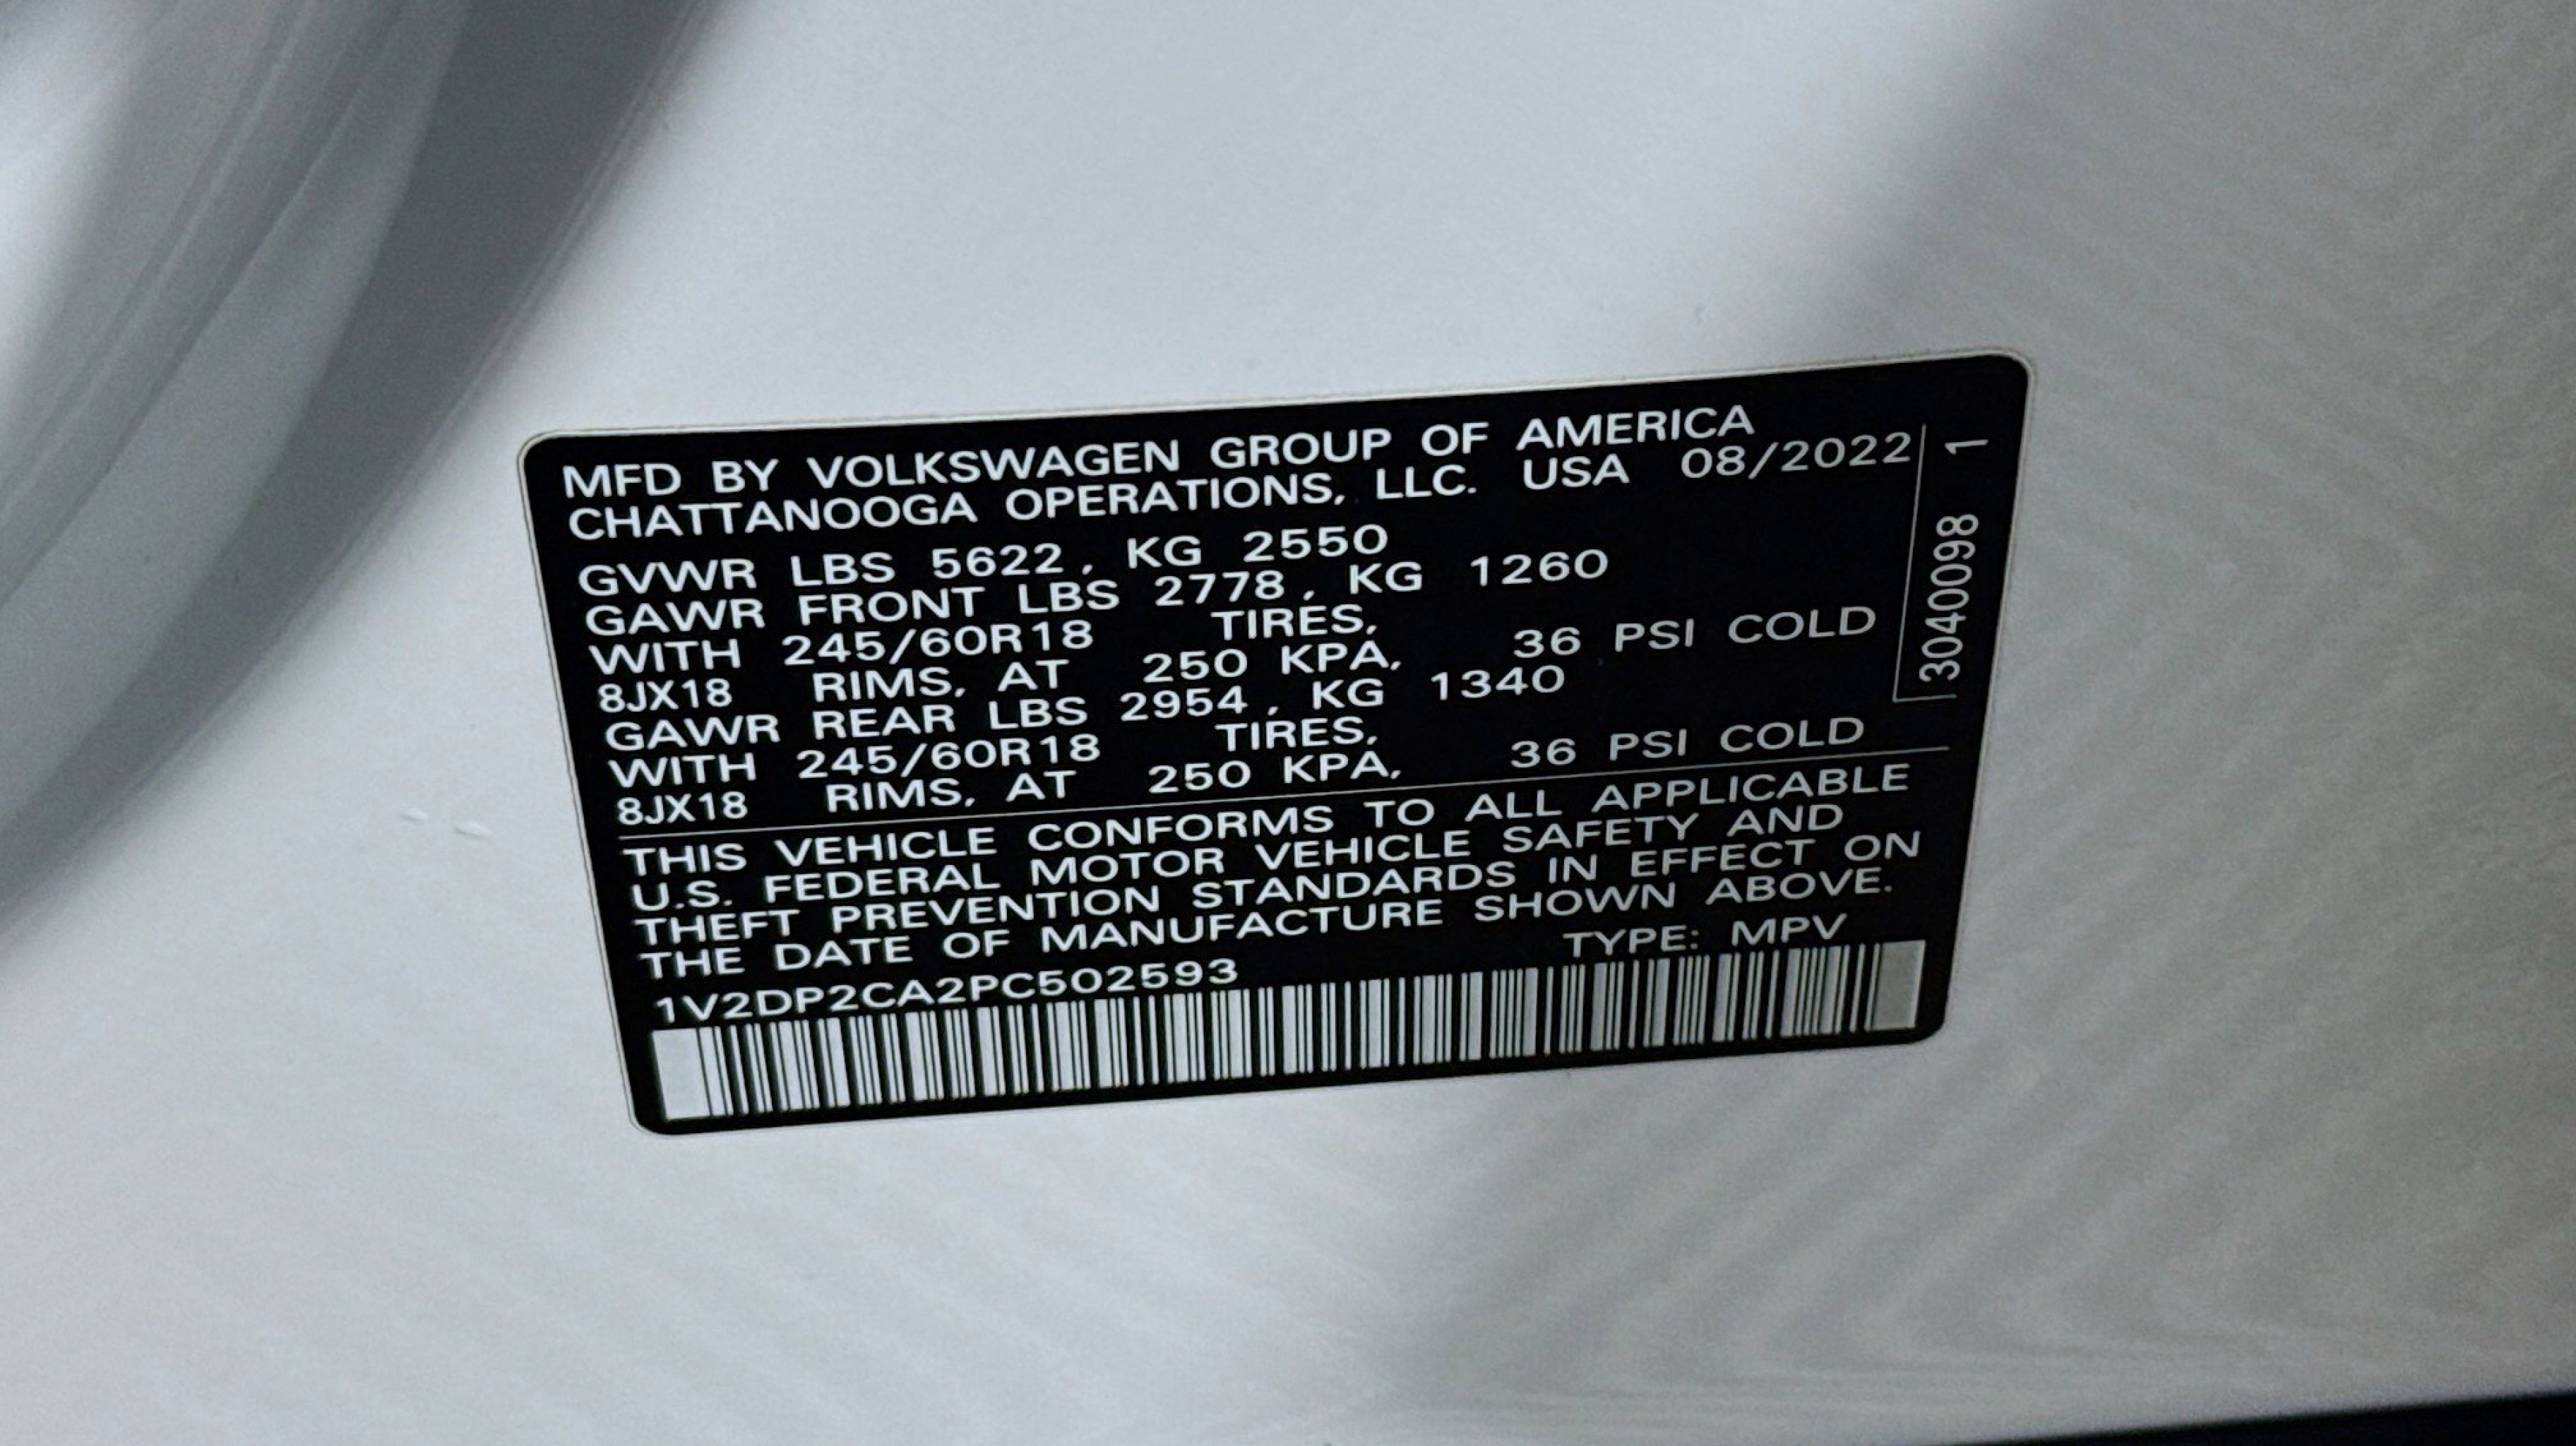 MFD BY VOLKSWAGEN GROUP OF AMERICA
CHATTANOOGA OPERATIONS, LLC. USA 08/2022
GVWR LBS 5622, KG 2550
GAWR FRONT LBS 2778, KG 1260
WITH 245/60R18 TIRES,
8JX18 RIMS, AT 250 KPA, 36 PSI COLD
GAWR REAR LBS 2954, KG 1340
WITH 245/60R18 TIRES,
8JX18 RIMS, AT 250 KPA, 36 PSI COLD
THIS VEHICLE CONFORMS TO ALL APPLICABLE
U.S. FEDERAL MOTOR VEHICLE SAFETY AND
THEFT PREVENTION STANDARDS IN EFFECT ON
THE DATE OF MANUFACTURE SHOWN ABOVE.
1V2DP2CA2PC502593 TYPE: MPV
3040098 1